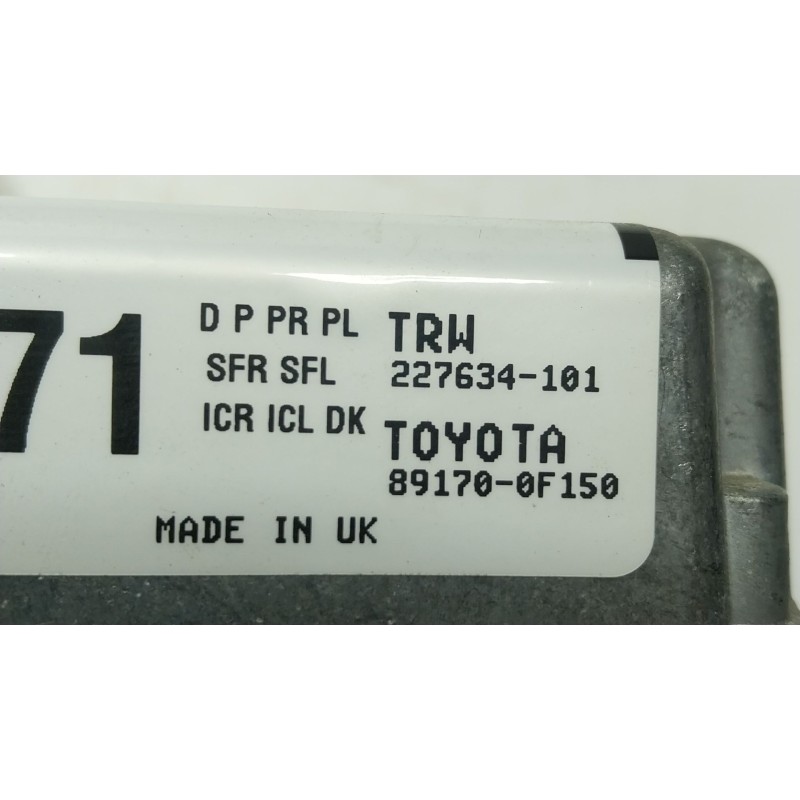 71
D P PR PL
SFR SFL
ICR ICL DK
TRW
227634-101
TOYOTA
89170-0F150
MADE IN UK